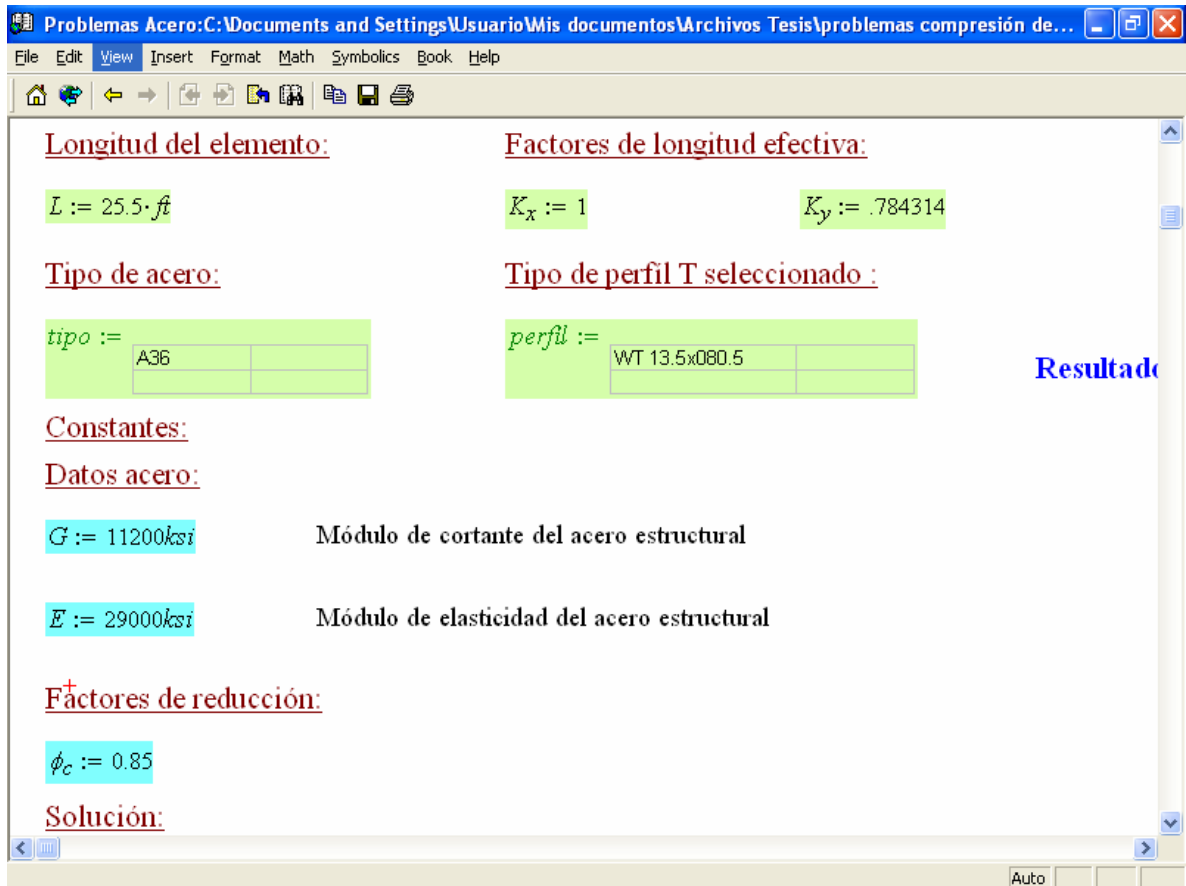 Problemas Acero:C:\Documents and Settings\Usuario\Mis documentos\Archivos Tesis\problemas compresión de...
File Edit View Insert Format Math Symbolics Book Help
Longitud del elemento: Factores de longitud efectiva:
L := 25.5·ft K_x := 1 K_y := .784314
Tipo de acero: Tipo de perfil T seleccionado :
tipo := perfil :=
A36 WT 13.5x080.5
Resultado
Constantes:
Datos acero:
G := 11200ksi Módulo de cortante del acero estructural
E := 29000ksi Módulo de elasticidad del acero estructural
Factores de reducción:
ϕ_c := 0.85
Solución:
Auto